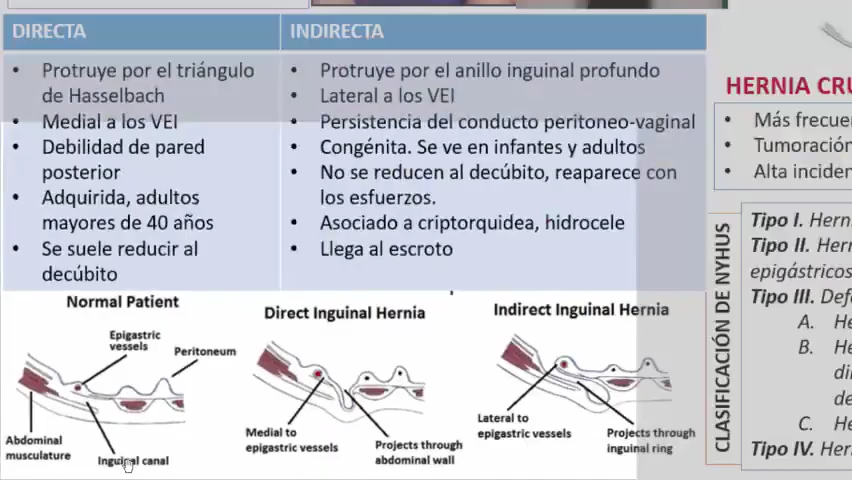 DIRECTA
INDIRECTA
• Protruye por el triángulo
de Hasselbach
• Medial a los VEI
• Debilidad de pared
posterior
• Adquirida, adultos
mayores de 40 años
• Se suele reducir al
decúbito
• Protruye por el anillo inguinal profundo
• Lateral a los VEI
• Persistencia del conducto peritoneo-vaginal
• Congénita. Se ve en infantes y adultos
• No se reducen al decúbito, reaparece con
los esfuerzos.
• Asociado a criptorquidea, hidrocele
• Llega al escroto
Normal Patient
Epigastric
vessels
Peritoneum
Abdominal
musculature
Inguinal canal
Direct Inguinal Hernia
Medial to
epigastric vessels
Projects through
abdominal wall
Indirect Inguinal Hernia
Lateral to
epigastric vessels
Projects through
inguinal ring
HERNIA CRU
• Más frecue
• Tumoración
• Alta inciden
CLASIFICACIÓN DE NYHUS
Tipo I. Herni
Tipo II. Hern
epigástricos
Tipo III. Defe
A. He
B. He
di
de
C. He
Tipo IV. Hern